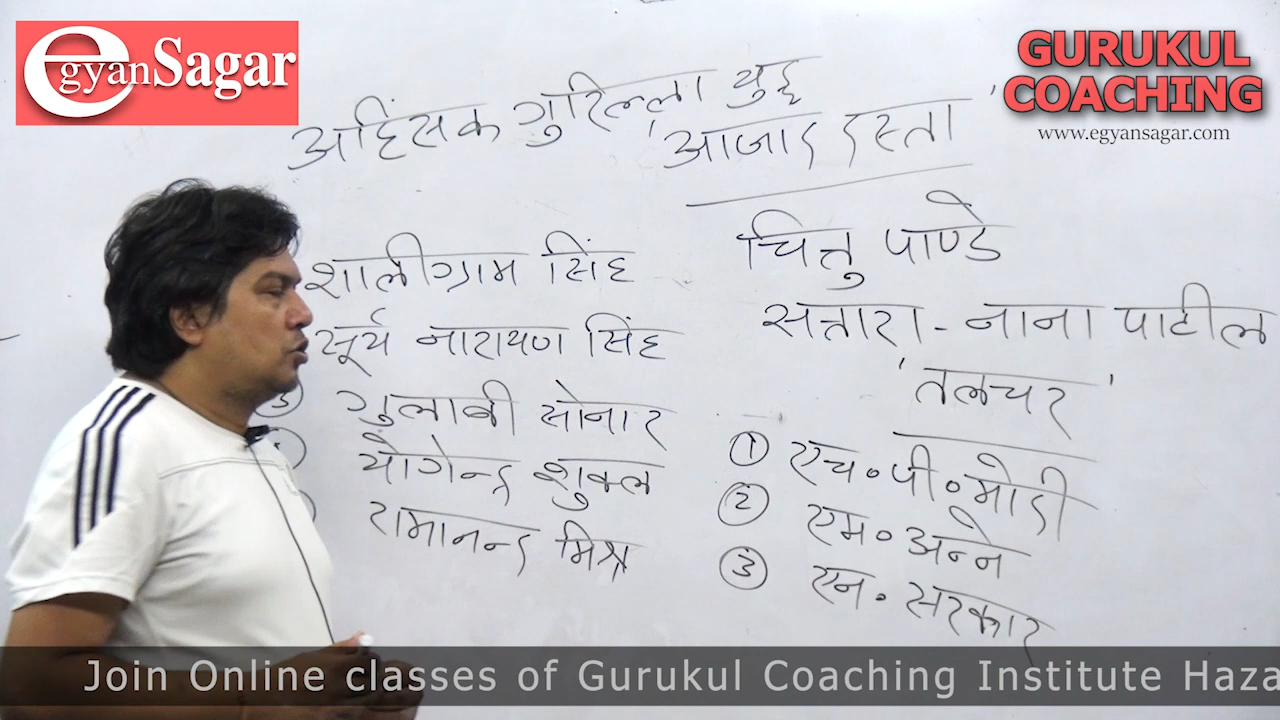 egyanSagar
GURUKUL
COACHING
www.egyansagar.com
अहिंसक गुरिल्ला युद्ध
'आजाद दस्ता'
शालीग्राम सिंह
सूर्य नारायण सिंह
③ गुलाबी सोनार
योगेन्द्र शुक्ल
रामानन्द मिश्र
चित्तु पाण्डे
सत्तारा - नाना पाटील
'तलचर'
① एच॰ पी॰ मोदी
② एम॰ अन्ने
③ एन॰ सरकार
Join Online classes of Gurukul Coaching Institute Haza